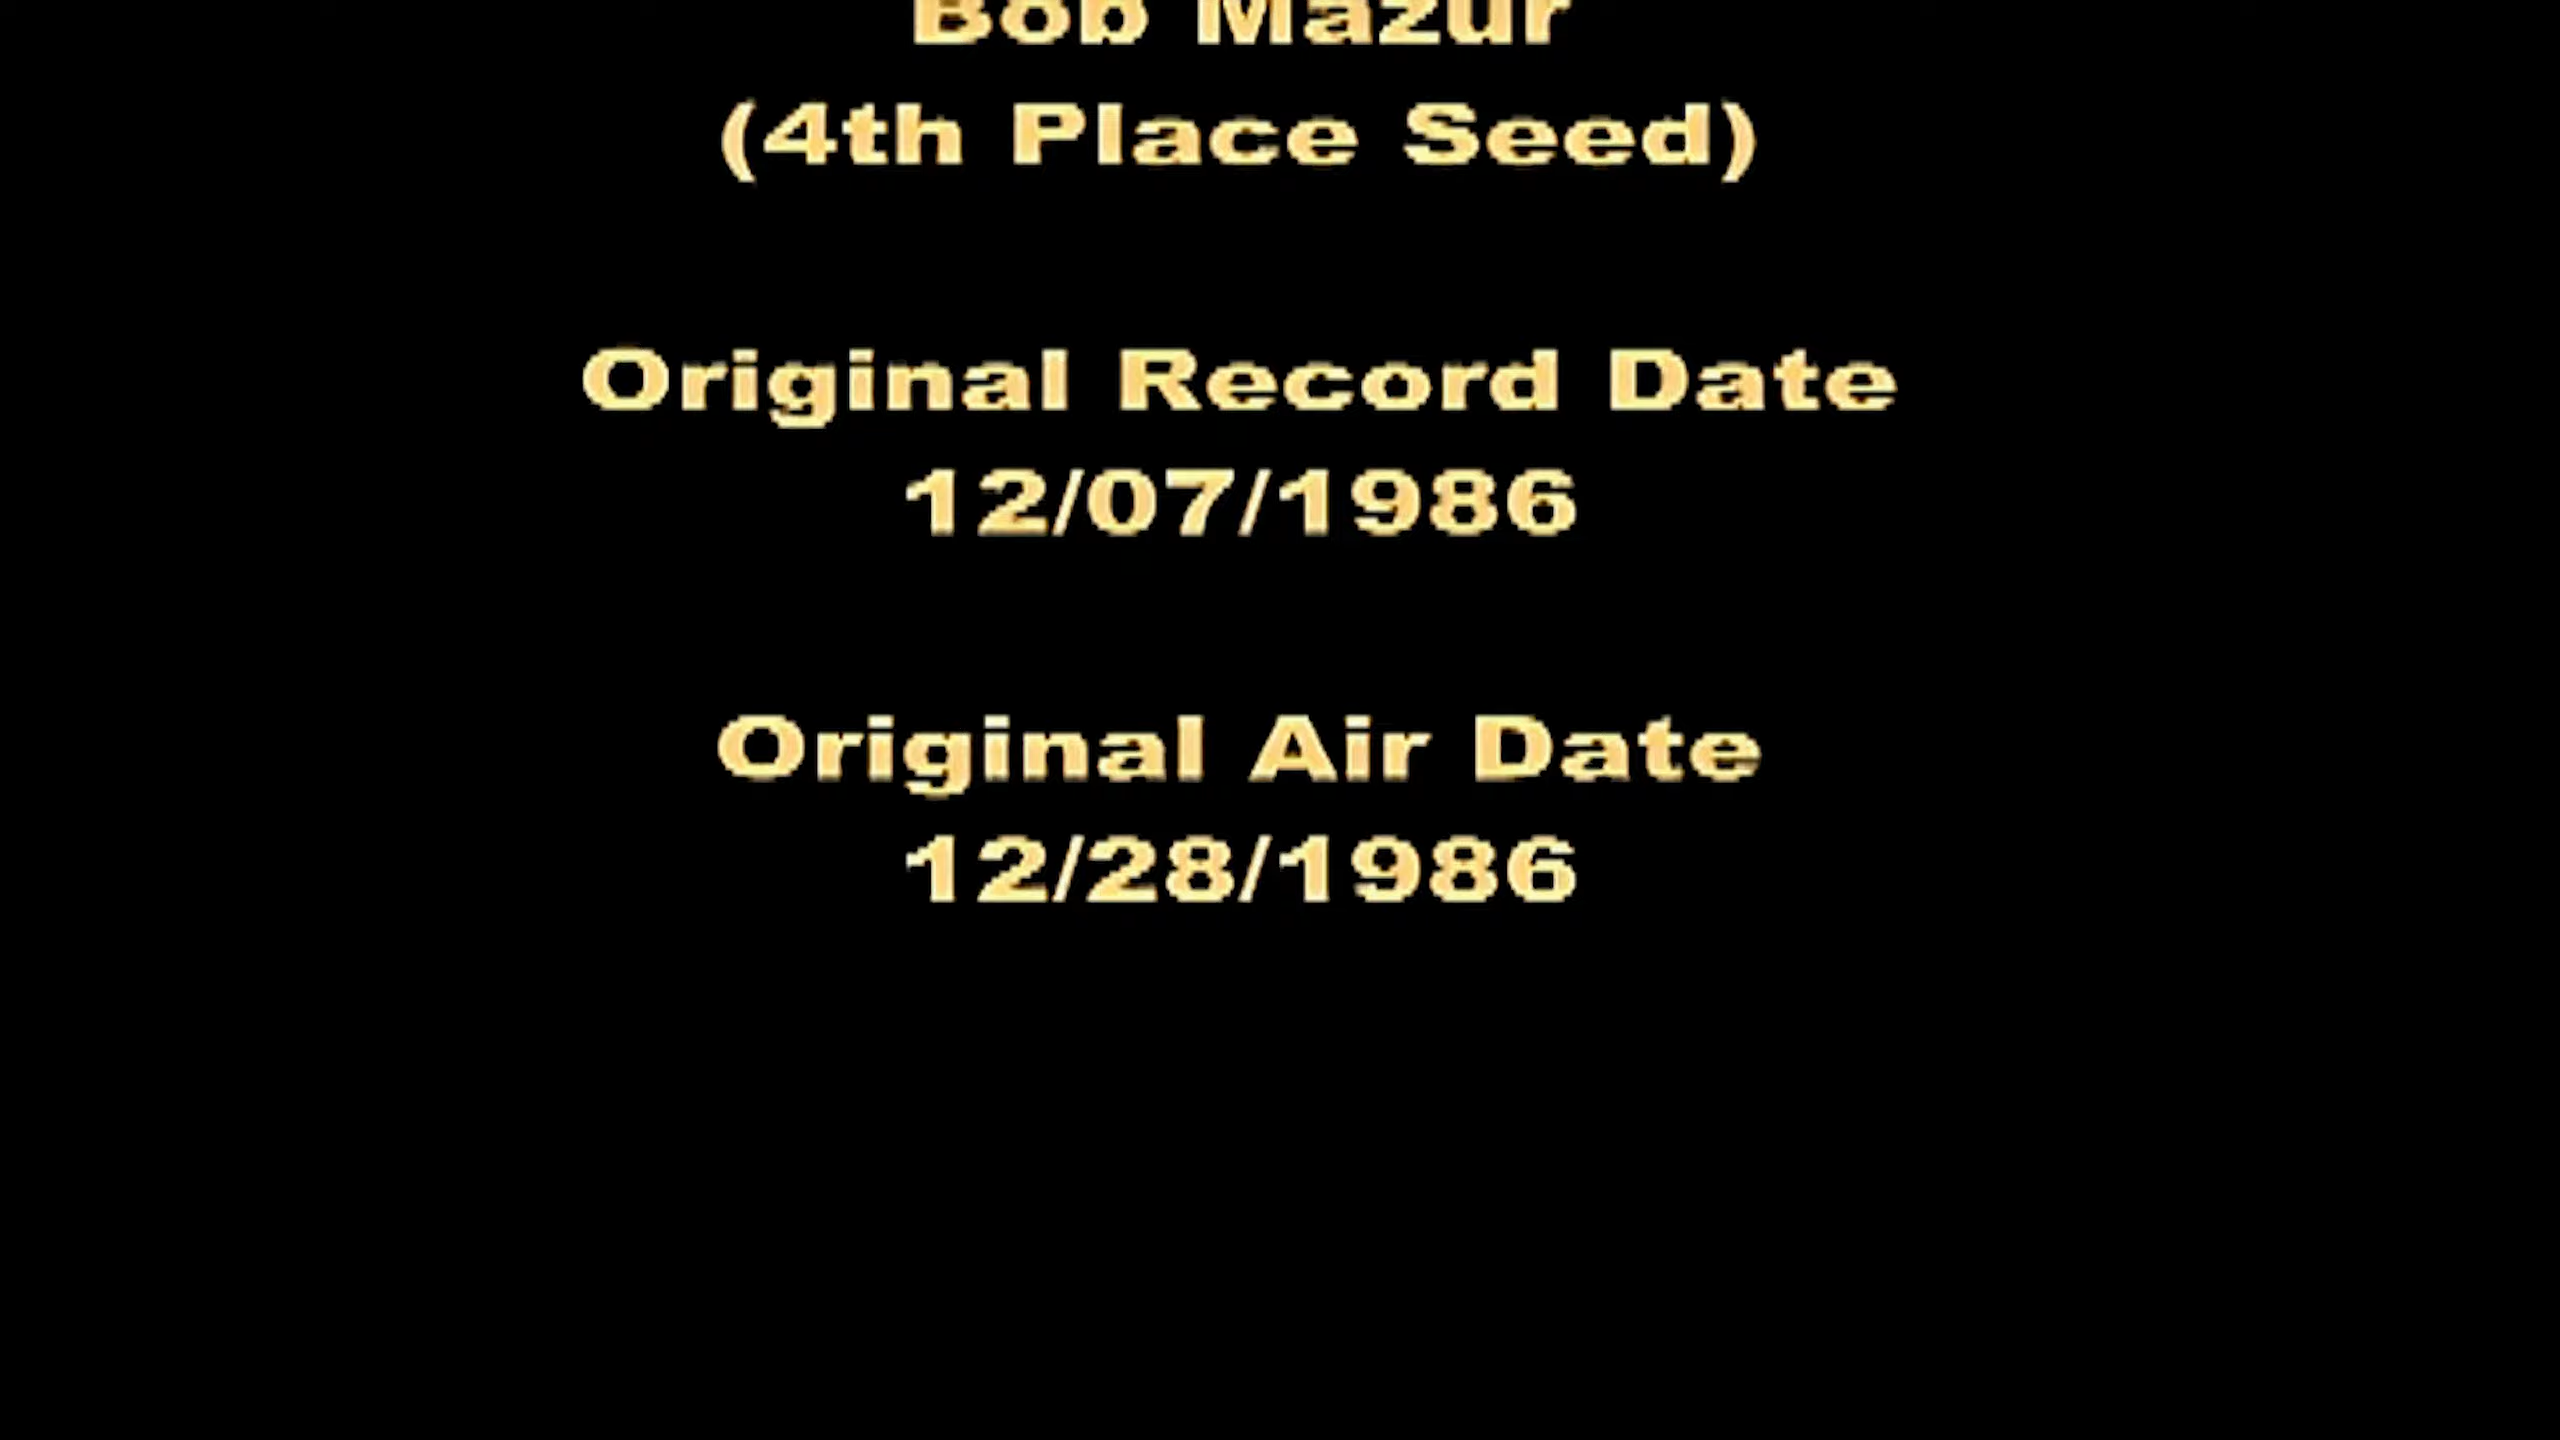 Bob Mazur
(4th Place Seed)
Original Record Date
12/07/1986
Original Air Date
12/28/1986